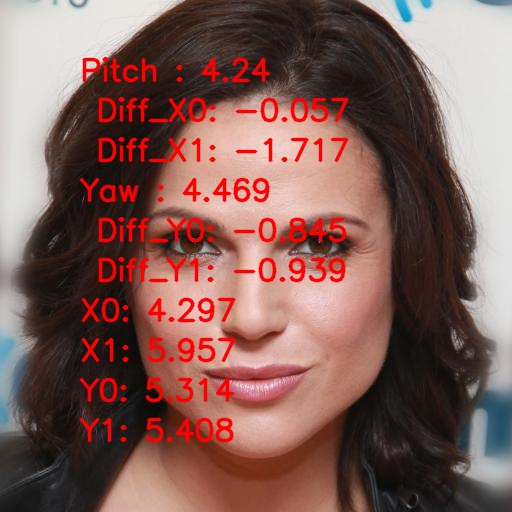 Pitch : 4.24
Diff_X0: -0.057
Diff_X1: -1.717
Yaw : 4.469
Diff_Y0: -0.845
Diff_Y1: -0.939
X0: 4.297
X1: 5.957
Y0: 5.314
Y1: 5.408